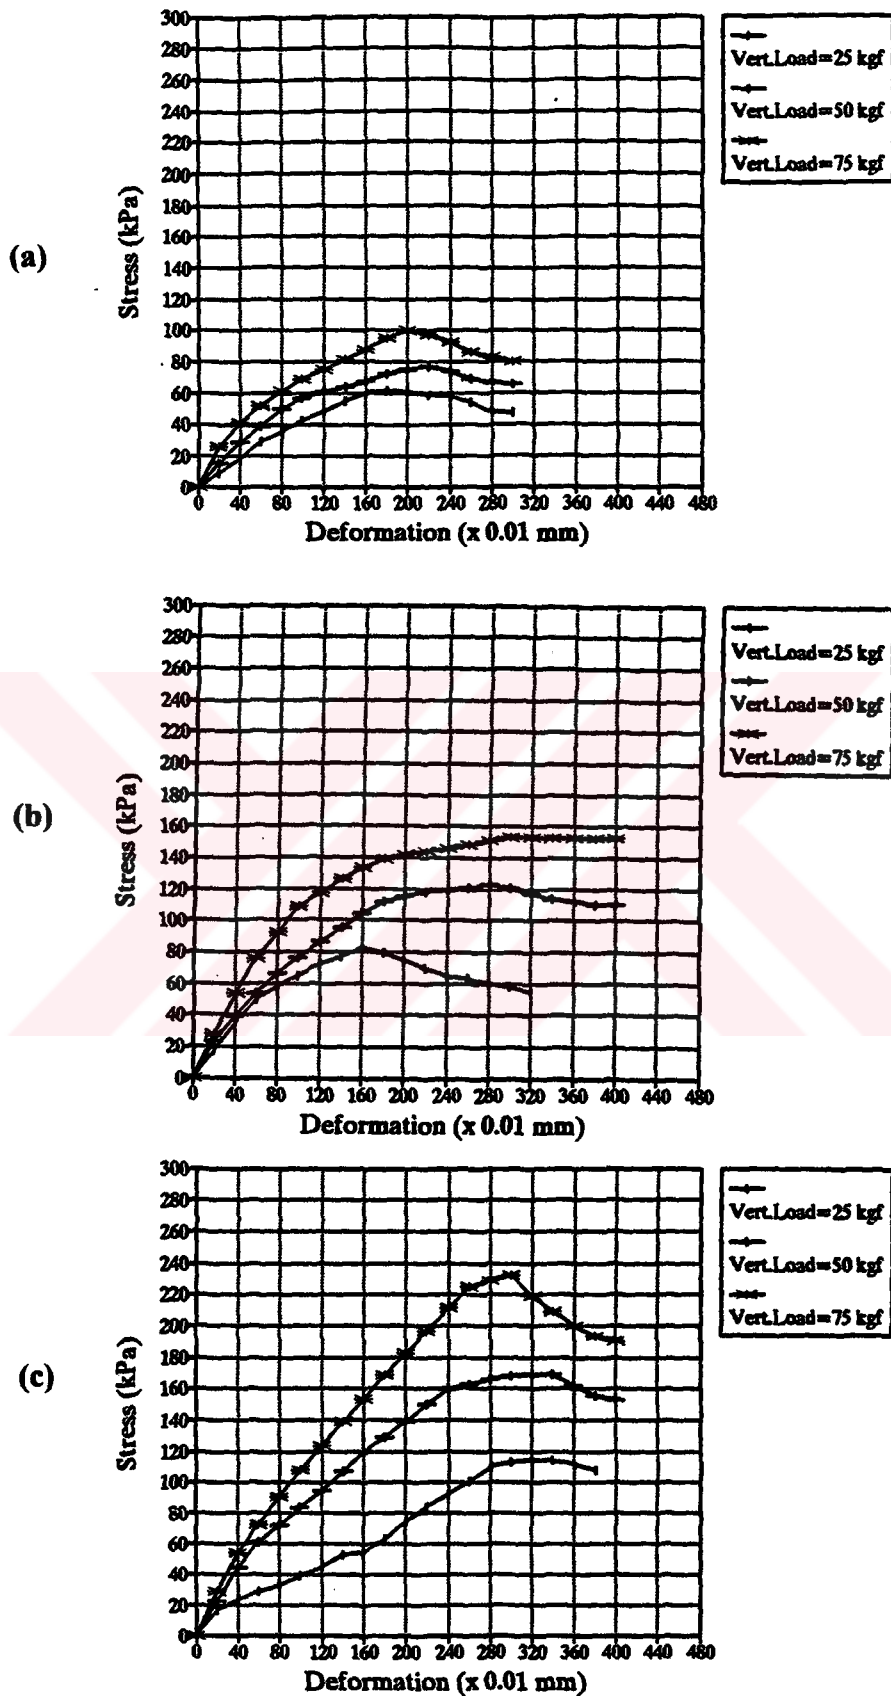 (a)
Stress (kPa)
300
280
260
240
220
200
180
160
140
120
100
80
60
40
20
0
0 40 80 120 160 200 240 280 320 360 400 440 480
Deformation (x 0.01 mm)
Vert.Load=25 kgf
Vert.Load=50 kgf
Vert.Load=75 kgf
(b)
Stress (kPa)
300
280
260
240
220
200
180
160
140
120
100
80
60
40
20
0
0 40 80 120 160 200 240 280 320 360 400 440 480
Deformation (x 0.01 mm)
Vert.Load=25 kgf
Vert.Load=50 kgf
Vert.Load=75 kgf
(c)
Stress (kPa)
300
280
260
240
220
200
180
160
140
120
100
80
60
40
20
0
0 40 80 120 160 200 240 280 320 360 400 440 480
Deformation (x 0.01 mm)
Vert.Load=25 kgf
Vert.Load=50 kgf
Vert.Load=75 kgf